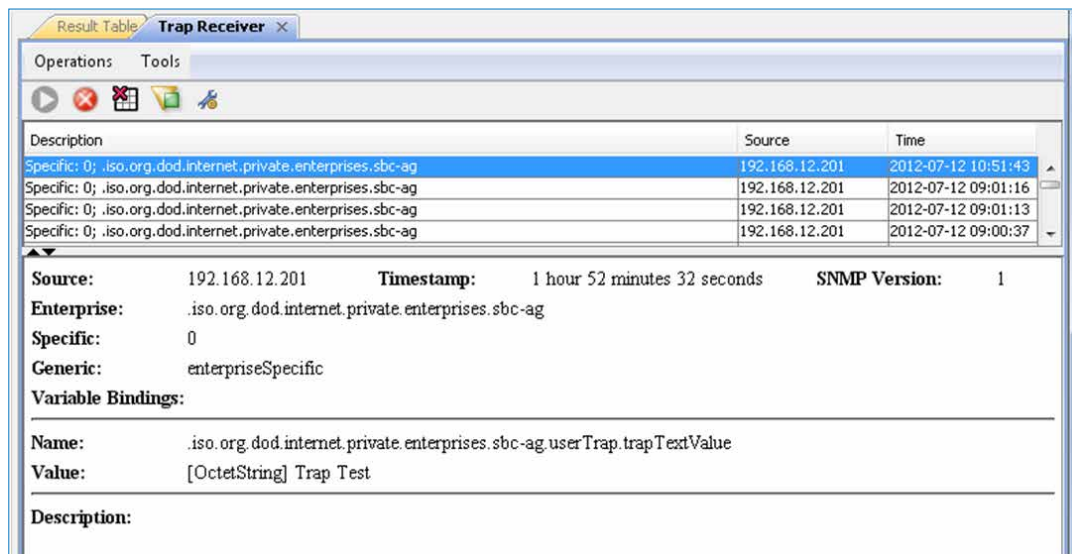 Result Table Trap Receiver
Operations Tools
Description Source Time
Specific: 0; .iso.org.dod.internet.private.enterprises.sbc-ag 192.168.12.201 2012-07-12 10:51:43
Specific: 0; .iso.org.dod.internet.private.enterprises.sbc-ag 192.168.12.201 2012-07-12 09:01:16
Specific: 0; .iso.org.dod.internet.private.enterprises.sbc-ag 192.168.12.201 2012-07-12 09:01:13
Specific: 0; .iso.org.dod.internet.private.enterprises.sbc-ag 192.168.12.201 2012-07-12 09:00:37
Source: 192.168.12.201 Timestamp: 1 hour 52 minutes 32 seconds SNMP Version: 1
Enterprise: .iso.org.dod.internet.private.enterprises.sbc-ag
Specific: 0
Generic: enterpriseSpecific
Variable Bindings:
Name: .iso.org.dod.internet.private.enterprises.sbc-ag.userTrap.trapTextValue
Value: [OctetString] Trap Test
Description: